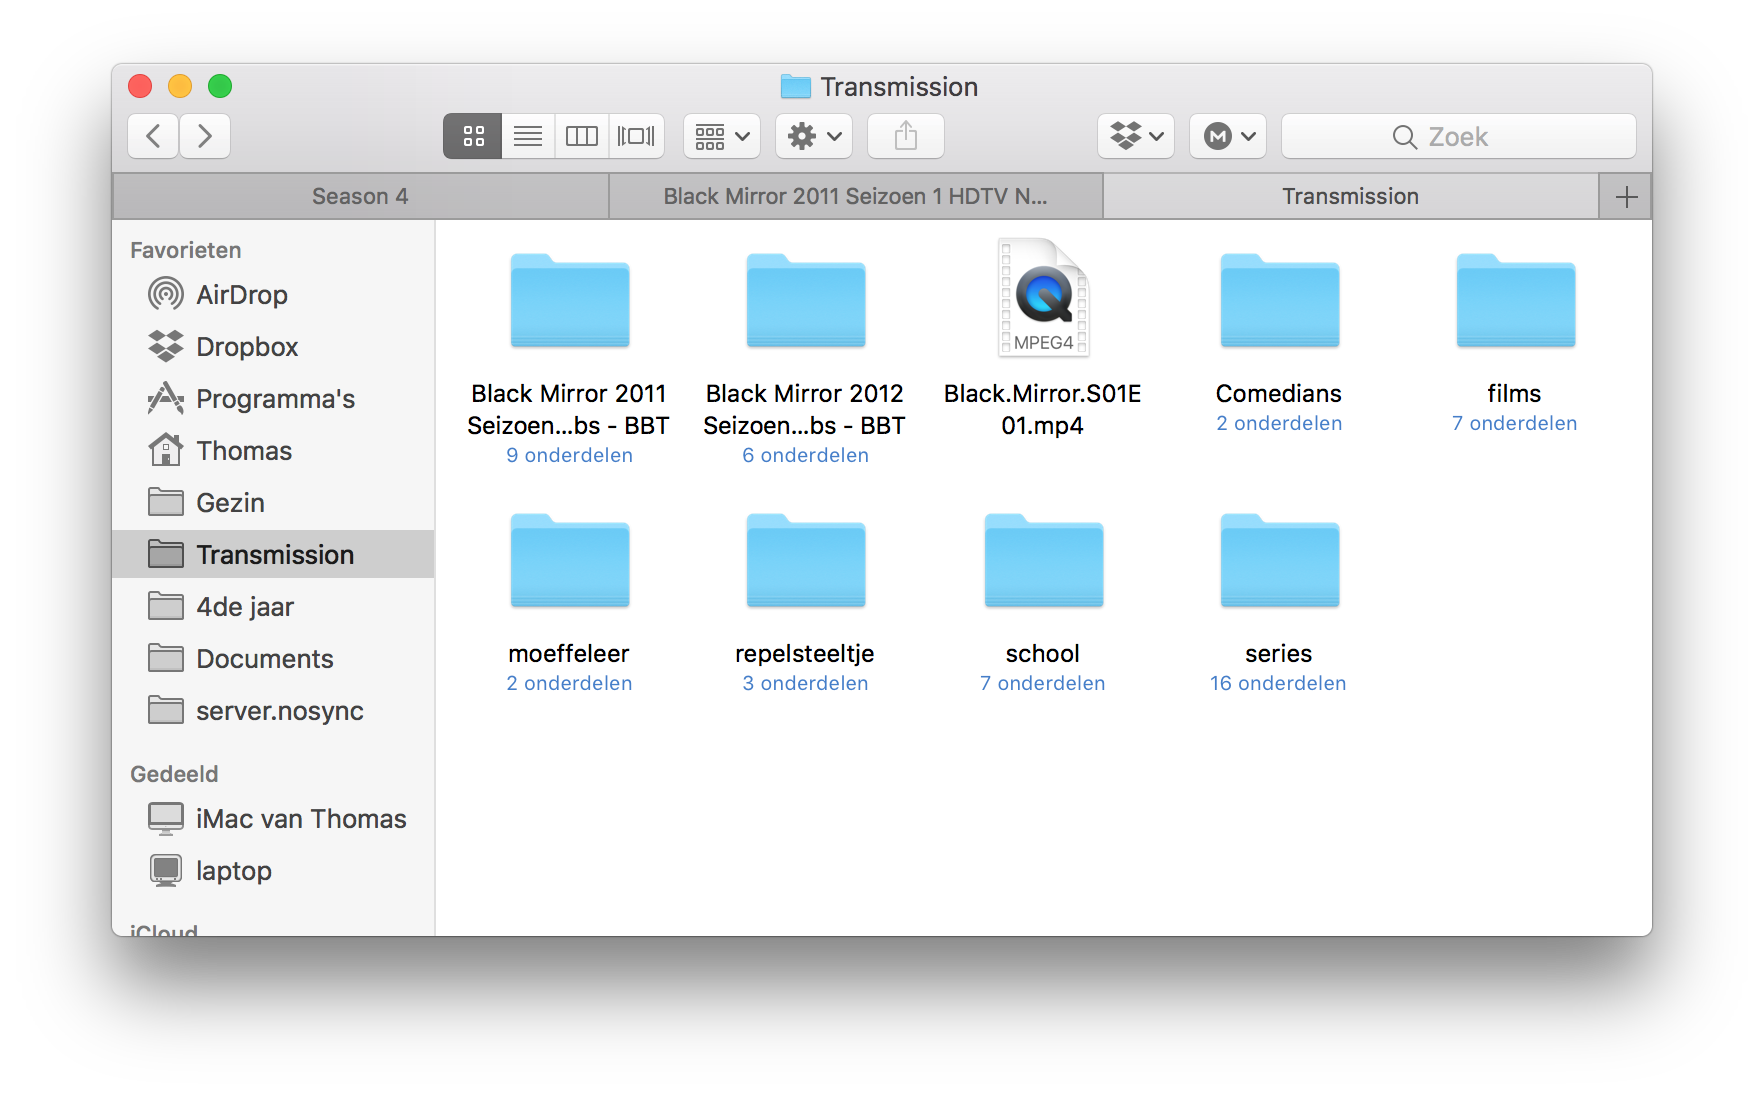 Transmission
Zoek
Season 4
Black Mirror 2011 Seizoen 1 HDTV N...
Transmission
Favorieten
AirDrop
Dropbox
Programma's
Thomas
Gezin
Transmission
4de jaar
Documents
server.nosync
Gedeeld
iMac van Thomas
laptop
iCloud
Black Mirror 2011
Seizoen...bs - BBT
9 onderdelen
Black Mirror 2012
Seizoen...bs - BBT
6 onderdelen
MPEG4
Black.Mirror.S01E
01.mp4
Comedians
2 onderdelen
films
7 onderdelen
moeffeleer
2 onderdelen
repelsteeltje
3 onderdelen
school
7 onderdelen
series
16 onderdelen